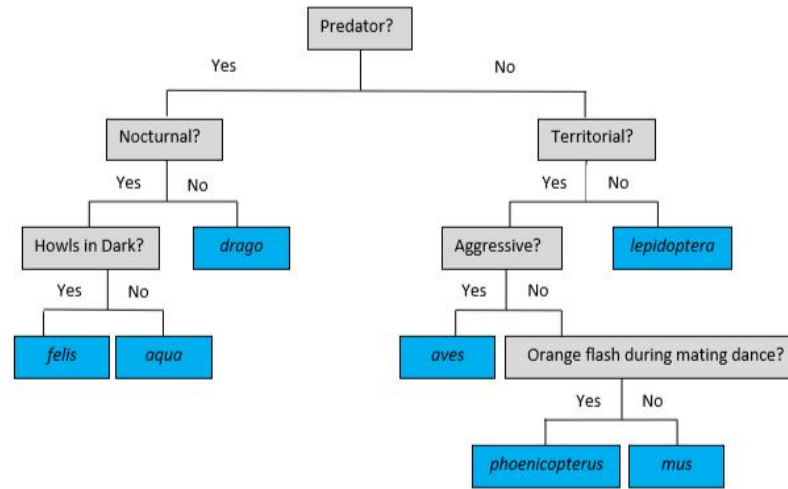 Predator?
Yes
No
Nocturnal?
Territorial?
Yes
No
Yes
No
Howls in Dark?
drago
Aggressive?
lepidoptera
Yes
No
Yes
No
felis
aqua
aves
Orange flash during mating dance?
Yes
No
phoenicopterus
mus